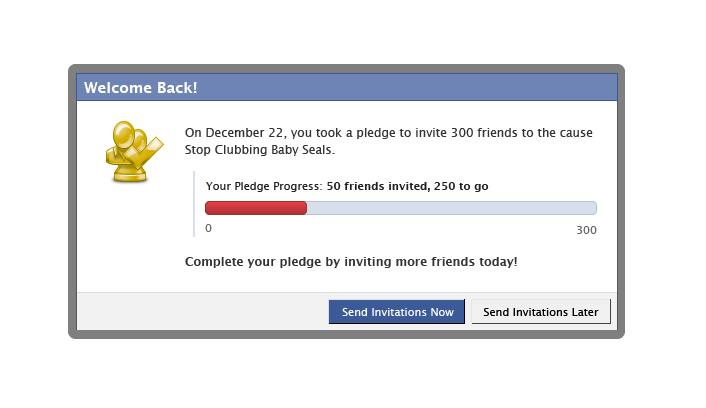 Welcome Back!
On December 22, you took a pledge to invite 300 friends to the cause
Stop Clubbing Baby Seals.
Your Pledge Progress: 50 friends invited, 250 to go
0
300
Complete your pledge by inviting more friends today!
Send Invitations Now
Send Invitations Later